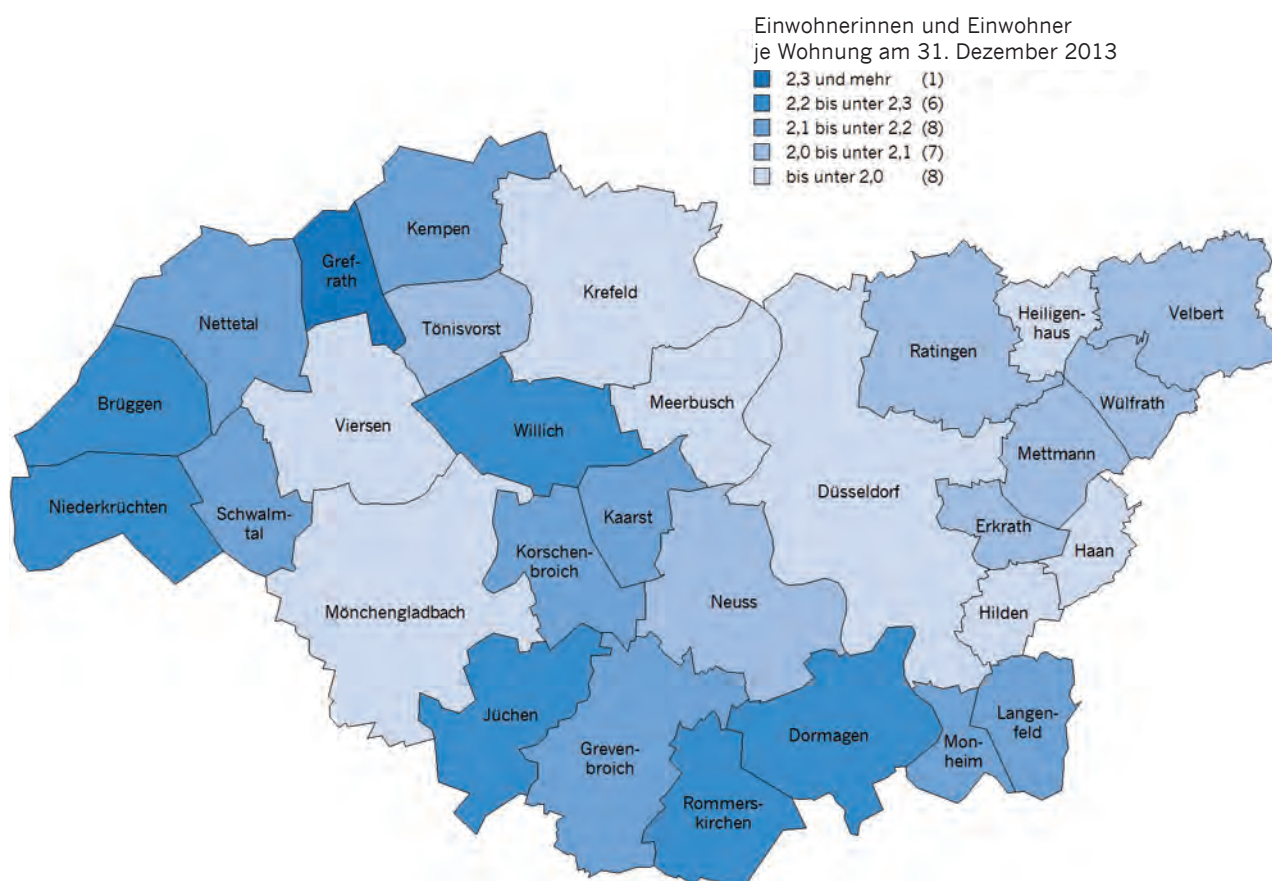 Einwohnerinnen und Einwohner
je Wohnung am 31. Dezember 2013
2,3 und mehr (1)
2,2 bis unter 2,3 (6)
2,1 bis unter 2,2 (8)
2,0 bis unter 2,1 (7)
bis unter 2,0 (8)
Kempen
Gref-
rath
Krefeld
Nettetal
Tönisvorst
Heiligen-
haus
Velbert
Ratingen
Brüggen
Viersen
Willich
Meerbusch
Wülfrath
Mettmann
Düsseldorf
Niederkrüchten
Schwalm-
tal
Kaarst
Korschen-
broich
Erkrath
Haan
Mönchengladbach
Neuss
Hilden
Jüchen
Dormagen
Langen-
feld
Greven-
broich
Mon-
heim
Rommers-
kirchen